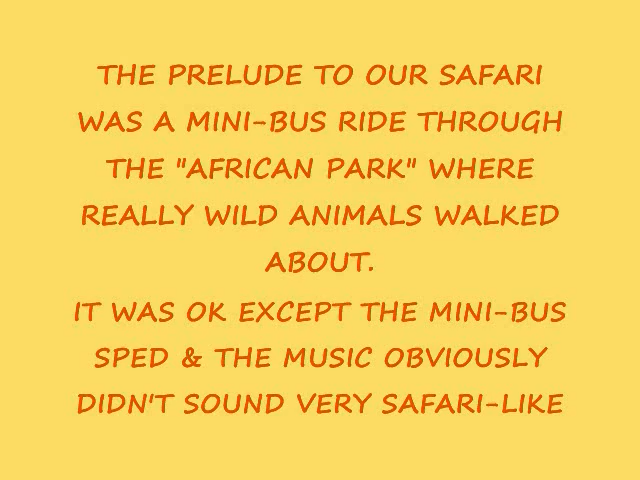 THE PRELUDE TO OUR SAFARI
WAS A MINI-BUS RIDE THROUGH
THE "AFRICAN PARK" WHERE
REALLY WILD ANIMALS WALKED
ABOUT.
IT WAS OK EXCEPT THE MINI-BUS
SPED & THE MUSIC OBVIOUSLY
DIDN'T SOUND VERY SAFARI-LIKE